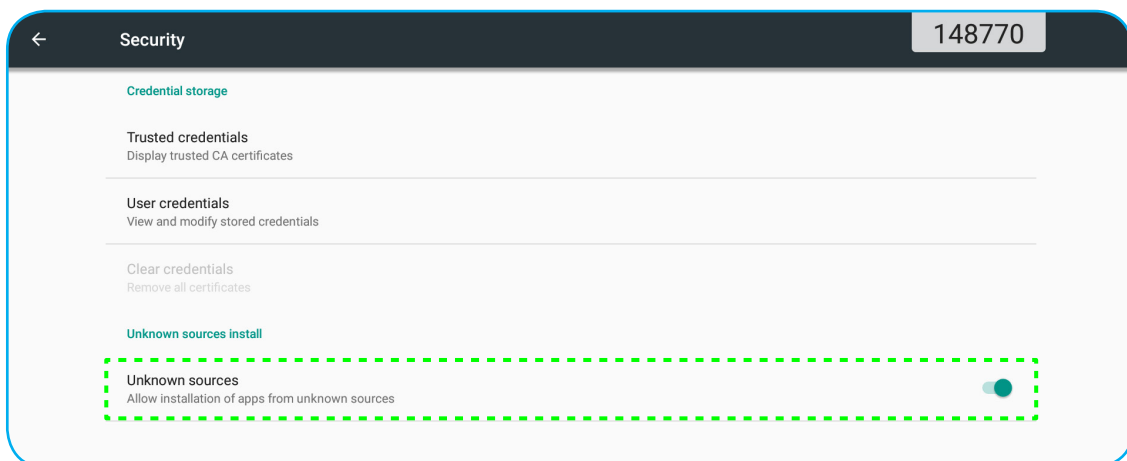 Security
148770
Credential storage
Trusted credentials
Display trusted CA certificates
User credentials
View and modify stored credentials
Clear credentials
Remove all certificates
Unknown sources install
Unknown sources
Allow installation of apps from unknown sources